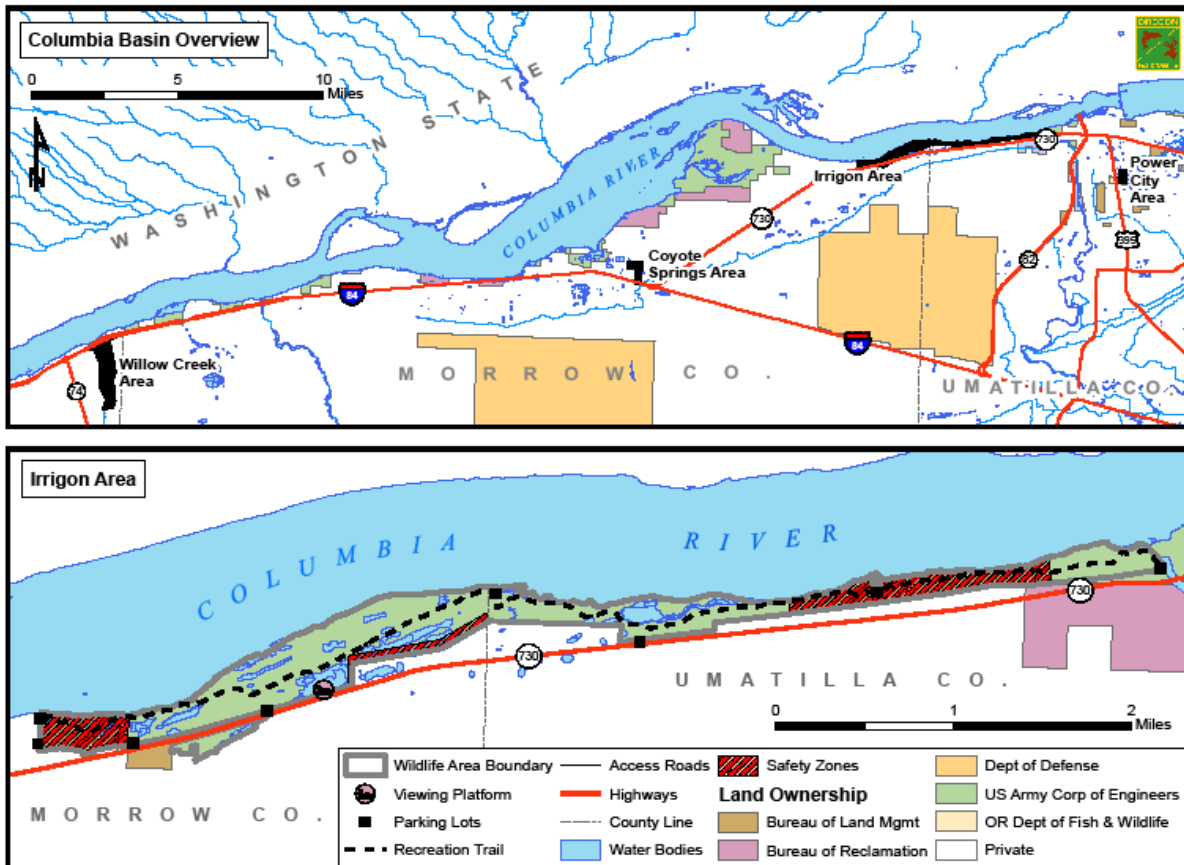 Columbia Basin Overview
0 5 10
Miles
N
WASHINGTON STATE
COLUMBIA RIVER
OREGON
730
Irrigon Area
Power
City
Area
730
395
82
Coyote
Springs Area
84
84
Willow Creek
Area
74
MORROW CO.
UMATILLA CO.
Irrigon Area
COLUMBIA RIVER
730
730
UMATILLA CO.
0 1 2
Miles
MORROW CO.
Wildlife Area Boundary
Viewing Platform
Parking Lots
Recreation Trail
Access Roads
Highways
County Line
Water Bodies
Safety Zones
Land Ownership
Bureau of Land Mgmt
Bureau of Reclamation
Dept of Defense
US Army Corp of Engineers
OR Dept of Fish & Wildlife
Private